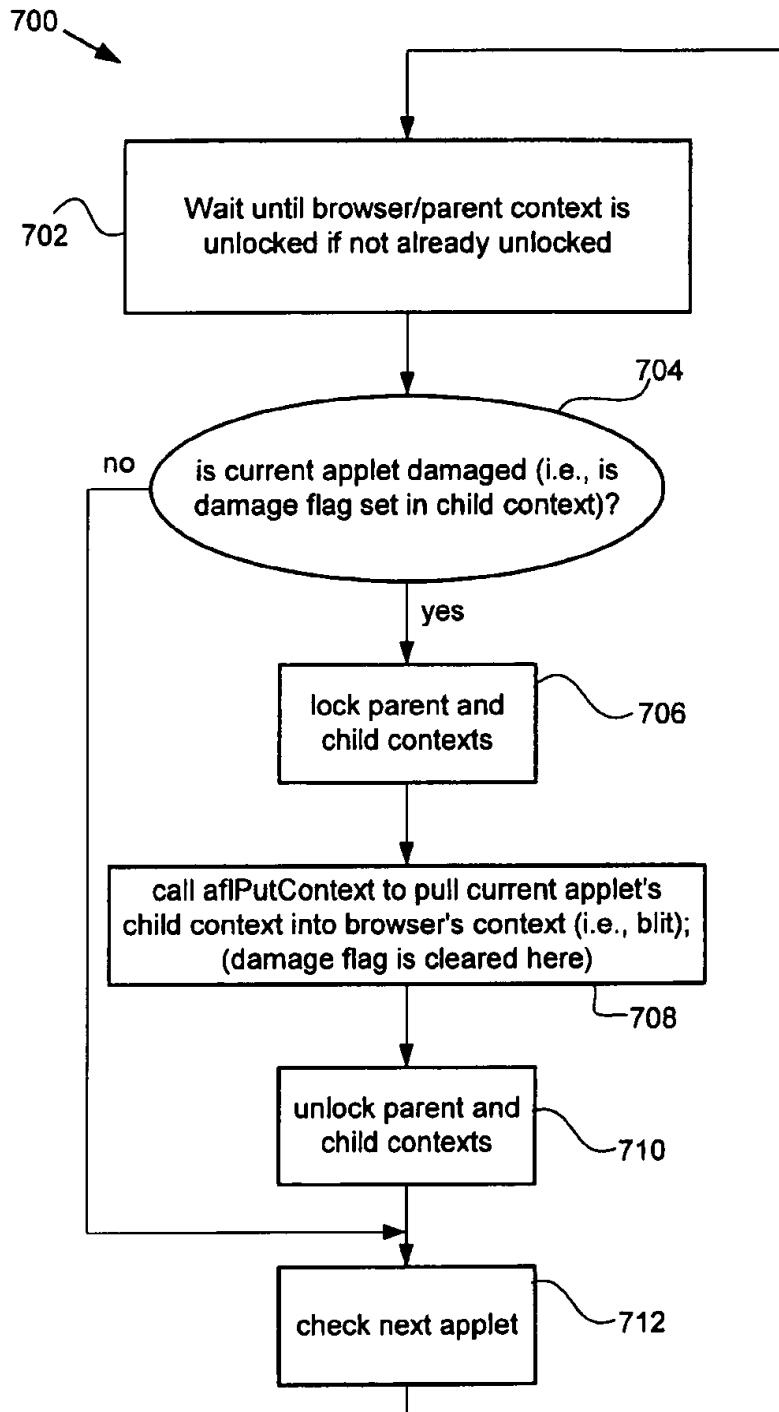 700
702
Wait until browser/parent context is
unlocked if not already unlocked
704
no
is current applet damaged (i.e., is
damage flag set in child context)?
yes
lock parent and
child contexts
706
call aflPutContext to pull current applet's
child context into browser's context (i.e., blit);
(damage flag is cleared here)
708
unlock parent and
child contexts
710
check next applet
712